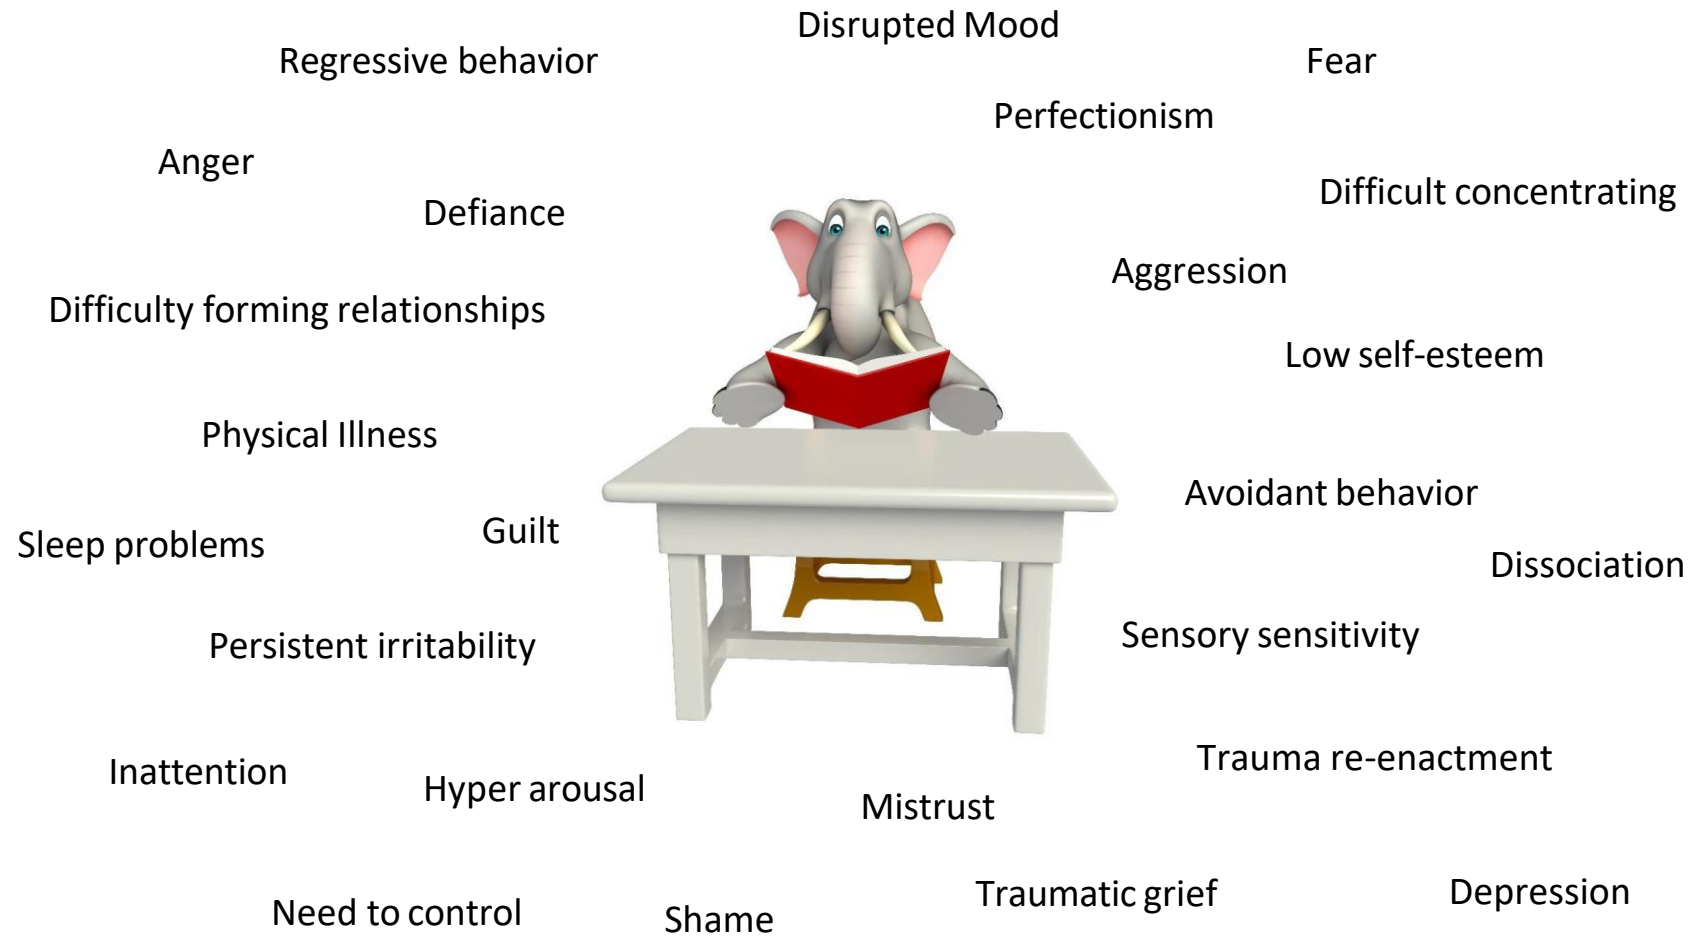 Disrupted Mood
Regressive behavior
Fear
Perfectionism
Anger
Difficult concentrating
Defiance
Aggression
Difficulty forming relationships
Low self-esteem
Physical Illness
Avoidant behavior
Guilt
Sleep problems
Dissociation
Sensory sensitivity
Persistent irritability
Trauma re-enactment
Inattention
Hyper arousal
Mistrust
Traumatic grief
Depression
Need to control
Shame